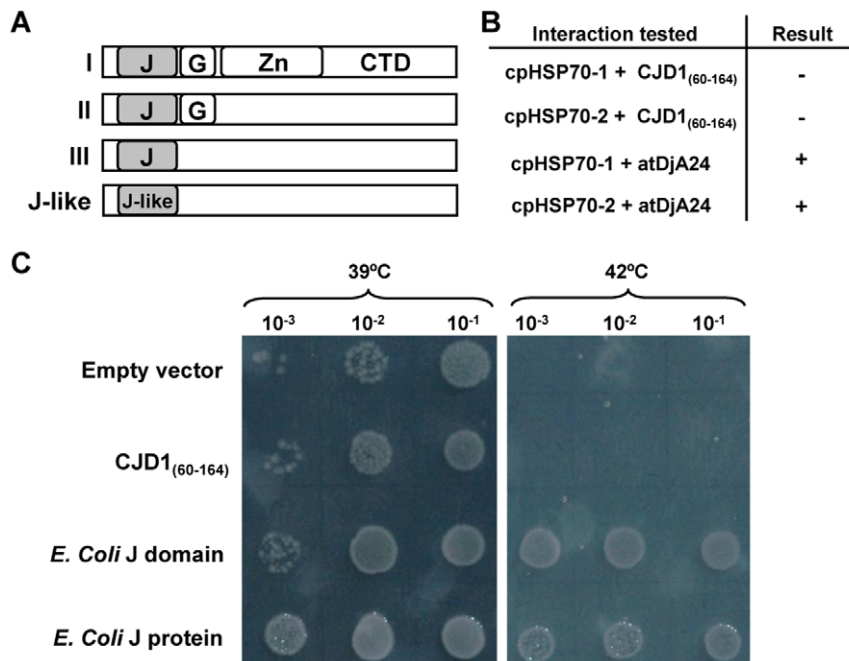 A
I J G Zn CTD
II J G
III J
J-like J-like
B
Interaction tested Result
cpHSP70-1 + CJD1(60-164) -
cpHSP70-2 + CJD1(60-164) -
cpHSP70-1 + atDjA24 +
cpHSP70-2 + atDjA24 +
C
39ºC 42ºC
10-3 10-2 10-1 10-3 10-2 10-1
Empty vector
CJD1(60-164)
E. Coli J domain
E. Coli J protein